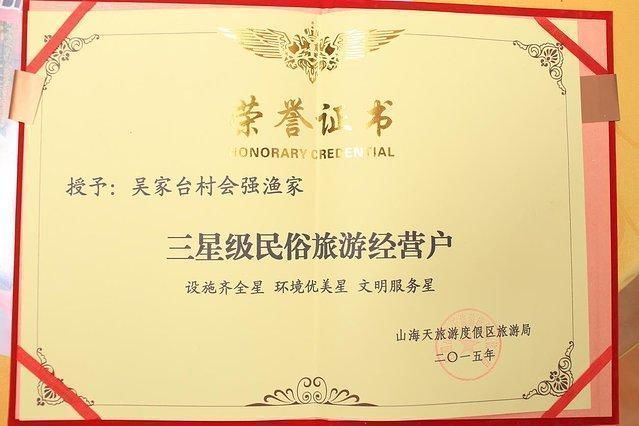 荣誉证书
HONORARY CREDENTIAL
授予：吴家台村会强渔家
三星级民俗旅游经营户
设施齐全星 环境优美星 文明服务星
山海天旅游度假区旅游局
二〇一五年